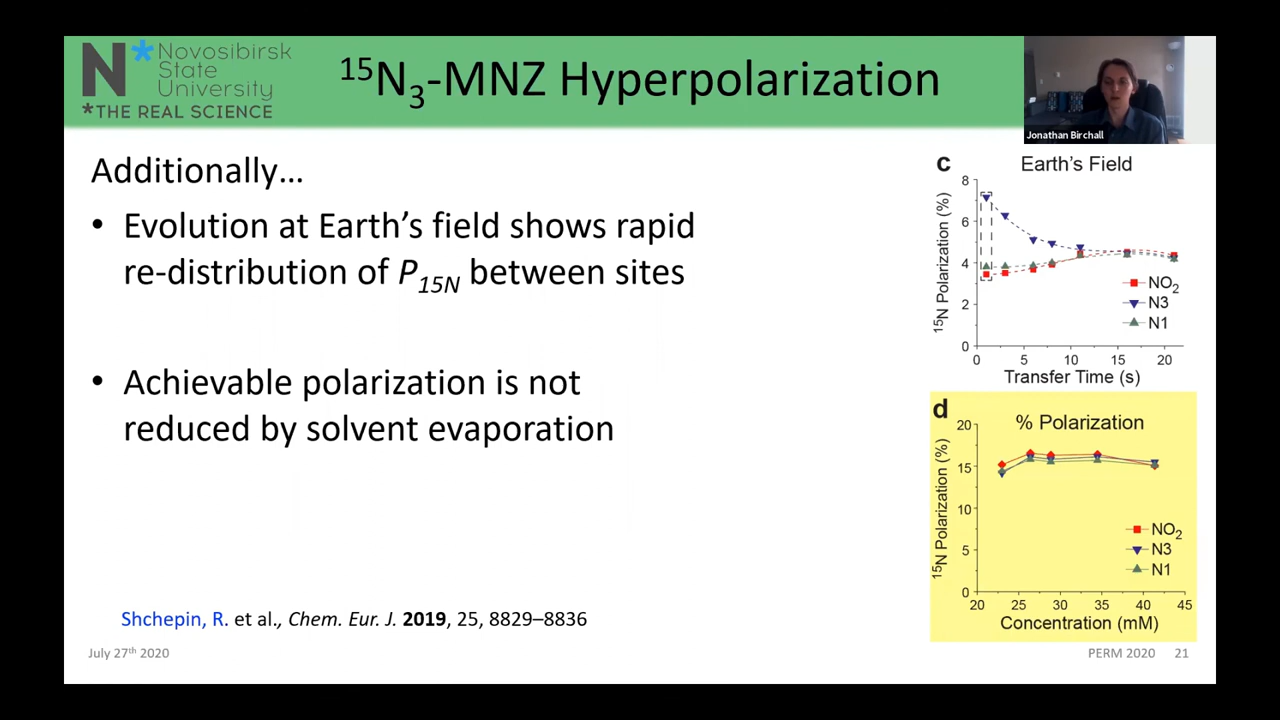 N*
Novosibirsk
State
University
*THE REAL SCIENCE
¹⁵N₃-MNZ Hyperpolarization
Jonathan Birchall
Additionally…
• Evolution at Earth’s field shows rapid
re-distribution of P₁₅N between sites
• Achievable polarization is not
reduced by solvent evaporation
c
Earth's Field
¹⁵N Polarization (%)
8
6
4
2
0
NO₂
N3
N1
0 5 10 15 20
Transfer Time (s)
d
% Polarization
¹⁵N Polarization (%)
20
15
10
5
0
NO₂
N3
N1
20 25 30 35 40 45
Concentration (mM)
Shchepin, R. et al., Chem. Eur. J. 2019, 25, 8829–8836
July 27ᵗʰ 2020
PERM 2020 21